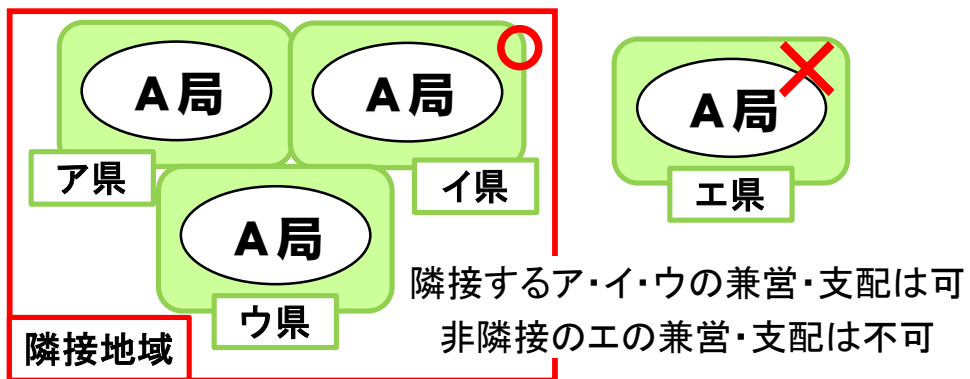 A局
A局
A局
ア県
イ県
エ県
A局
ウ県
隣接するア・イ・ウの兼営・支配は可
非隣接のエの兼営・支配は不可
隣接地域